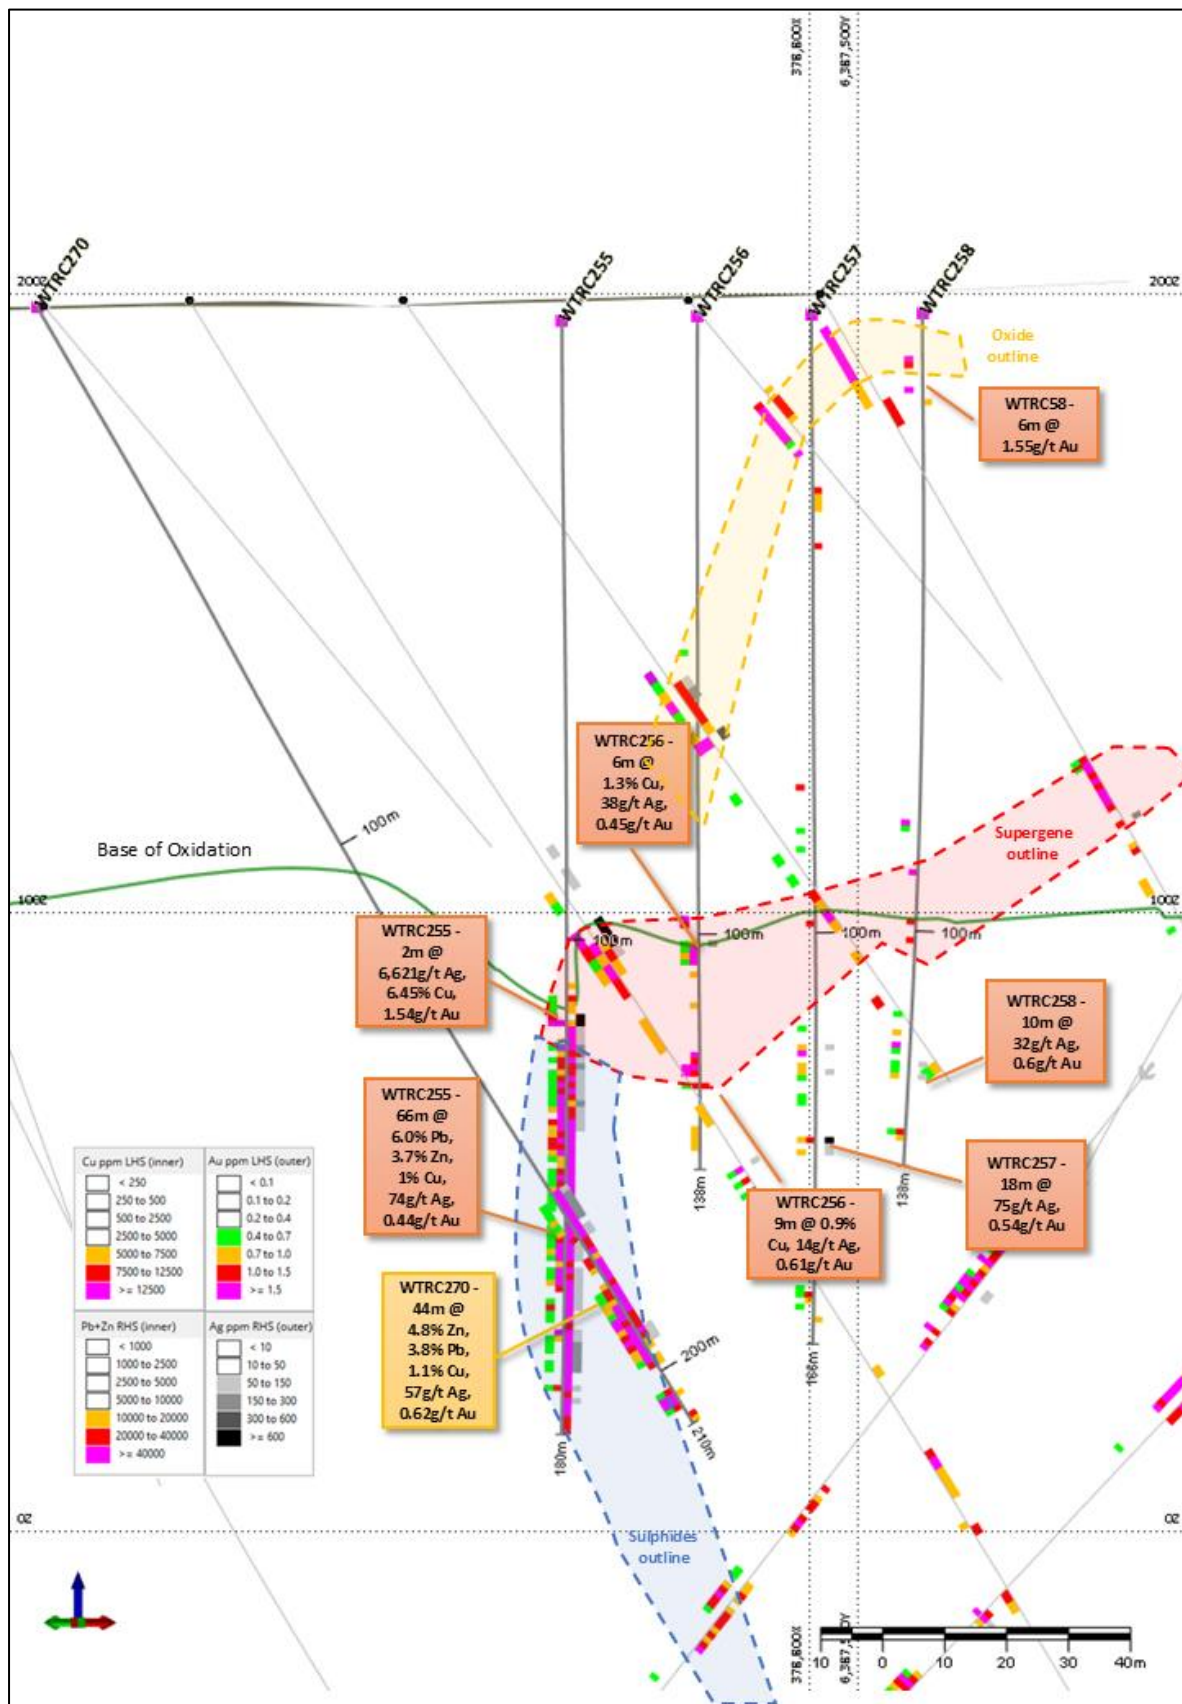 378,800X
6,387,500Y
WTRC270
WTRC255
WTRC256
WTRC257
WTRC258
200Z
200Z
Oxide
outline
WTRC58 -
6m @
1.55g/t Au
WTRC256 -
6m @
1.3% Cu,
38g/t Ag,
0.45g/t Au
100m
Base of Oxidation
Supergene
outline
100Z
100Z
WTRC255 -
2m @
6,621g/t Ag,
6.45% Cu,
1.54g/t Au
100m
100m
100m
100m
WTRC258 -
10m @
32g/t Ag,
0.6g/t Au
WTRC255 -
66m @
6.0% Pb,
3.7% Zn,
1% Cu,
74g/t Ag,
0.44g/t Au
WTRC257 -
18m @
75g/t Ag,
0.54g/t Au
138m
138m
WTRC256 -
9m @ 0.9%
Cu, 14g/t Ag,
0.61g/t Au
Cu ppm LHS (inner)
< 250
250 to 500
500 to 2500
2500 to 5000
5000 to 7500
7500 to 12500
>= 12500
Au ppm LHS (outer)
< 0.1
0.1 to 0.2
0.2 to 0.4
0.4 to 0.7
0.7 to 1.0
1.0 to 1.5
>= 1.5
Pb+Zn RHS (inner)
< 1000
1000 to 2500
2500 to 5000
5000 to 10000
10000 to 20000
20000 to 40000
>= 40000
Ag ppm RHS (outer)
< 10
10 to 50
50 to 150
150 to 300
300 to 600
>= 600
WTRC270 -
44m @
4.8% Zn,
3.8% Pb,
1.1% Cu,
57g/t Ag,
0.62g/t Au
200m
166m
210m
180m
0Z
0Z
Sulphides
outline
378,800X
6,387,500Y
10
0
10
20
30
40m